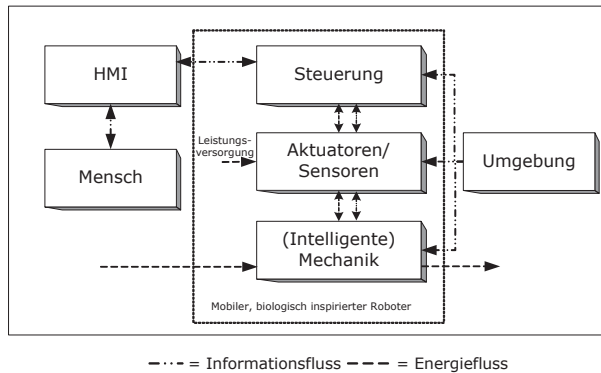 HMI
Steuerung
Leistungs-
versorgung
Aktuatoren/
Sensoren
Umgebung
Mensch
(Intelligente)
Mechanik
Mobiler, biologisch inspirierter Roboter
= Informationsfluss
= Energiefluss